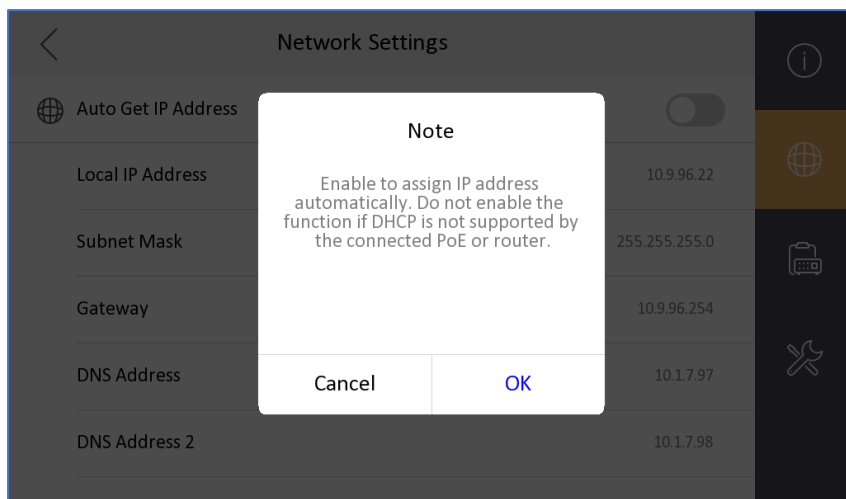 Network Settings
Auto Get IP Address
Note
Enable to assign IP address
automatically. Do not enable the
function if DHCP is not supported by
the connected PoE or router.
Cancel OK
Local IP Address 10.9.96.22
Subnet Mask 255.255.255.0
Gateway 10.9.96.254
DNS Address 10.1.7.97
DNS Address 2 10.1.7.98